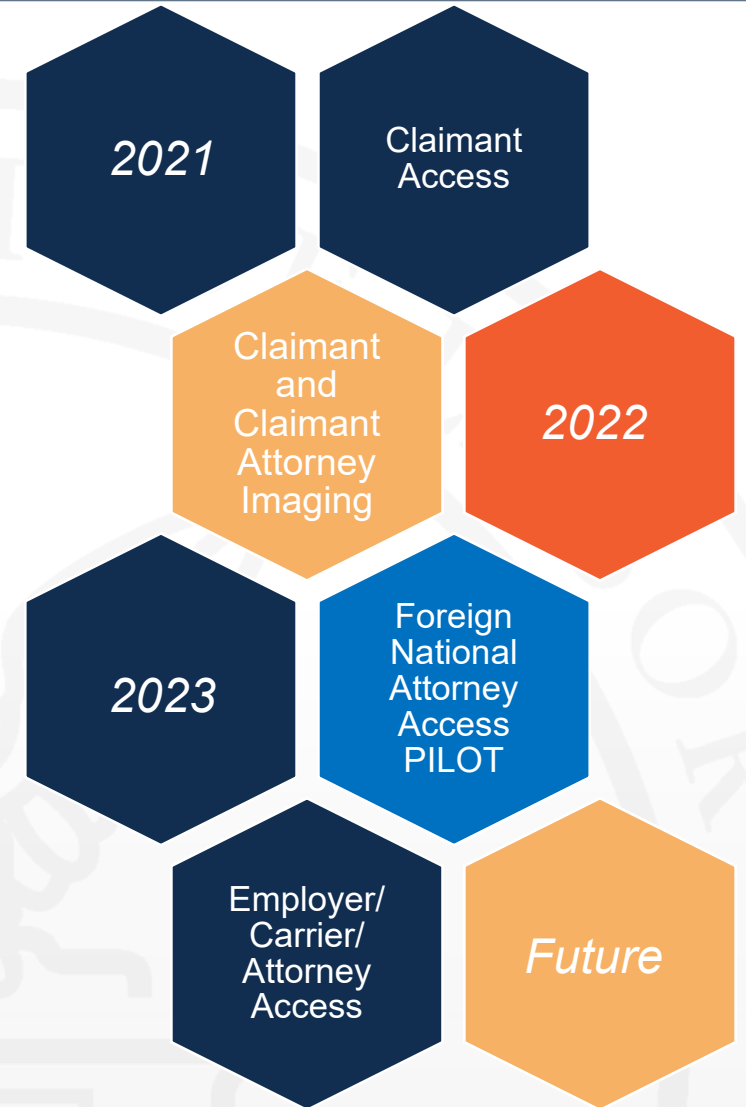 2021
Claimant
Access
Claimant
and
Claimant
Attorney
Imaging
2022
2023
Foreign
National
Attorney
Access
PILOT
Employer/
Carrier/
Attorney
Access
Future